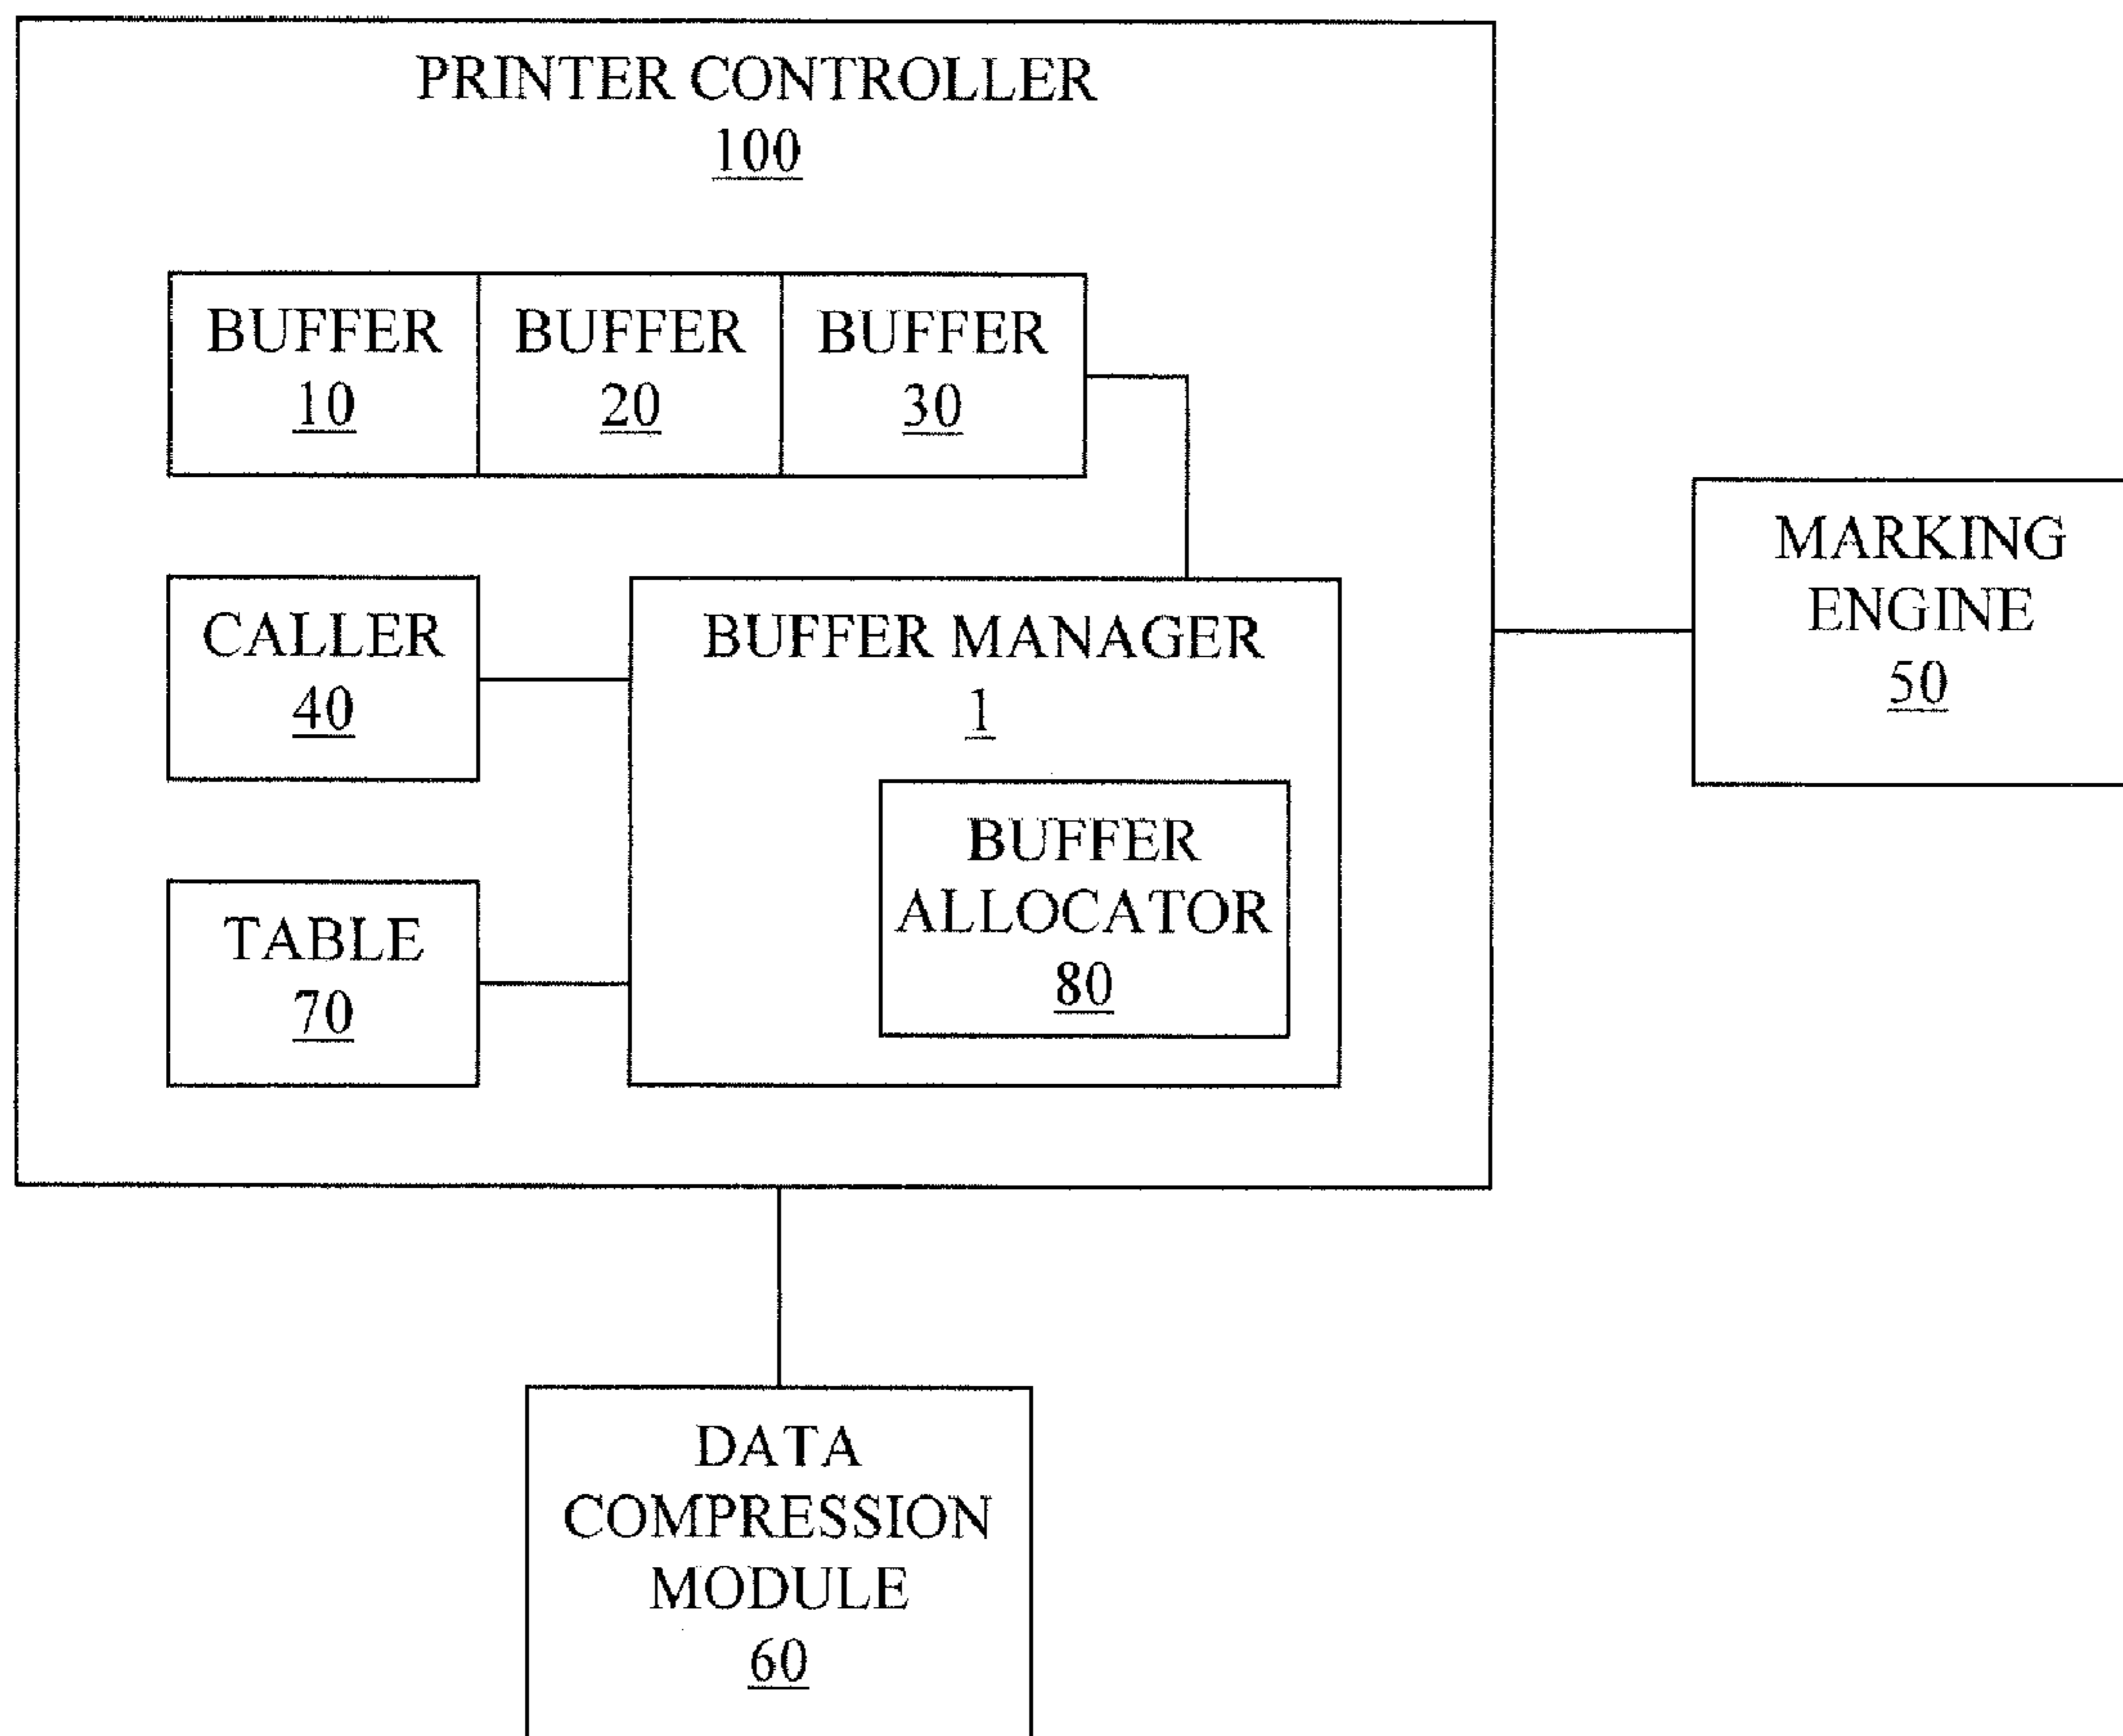 PRINTER CONTROLLER
100
BUFFER
10
BUFFER
20
BUFFER
30
CALLER
40
BUFFER MANAGER
1
BUFFER
ALLOCATOR
80
TABLE
70
MARKING
ENGINE
50
DATA
COMPRESSION
MODULE
60